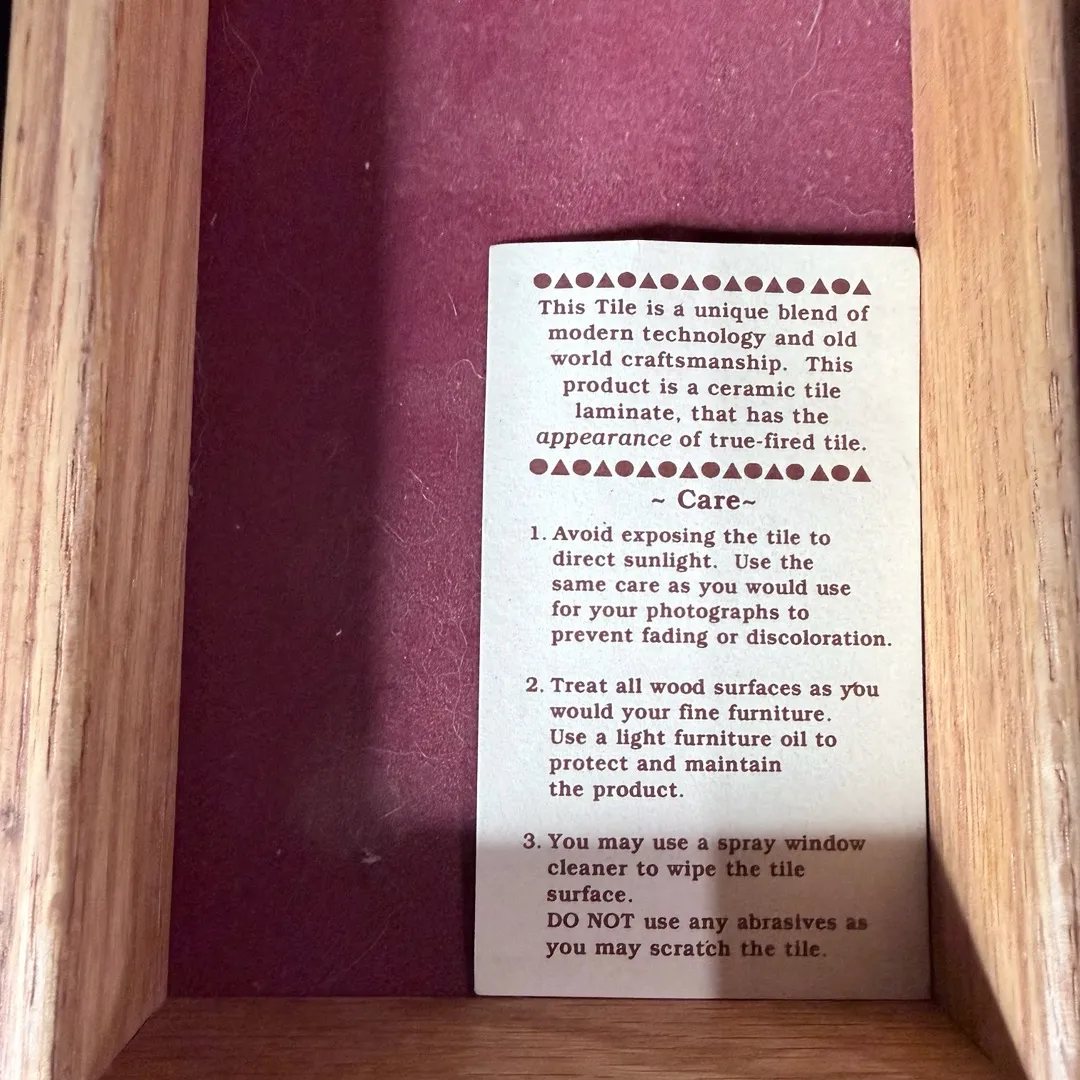 This Tile is a unique blend of
modern technology and old
world craftsmanship. This
product is a ceramic tile
laminate, that has the
appearance of true-fired tile.
~ Care~
1. Avoid exposing the tile to
direct sunlight. Use the
same care as you would use
for your photographs to
prevent fading or discoloration.
2. Treat all wood surfaces as you
would your fine furniture.
Use a light furniture oil to
protect and maintain
the product.
3. You may use a spray window
cleaner to wipe the tile
surface.
DO NOT use any abrasives as
you may scratch the tile.